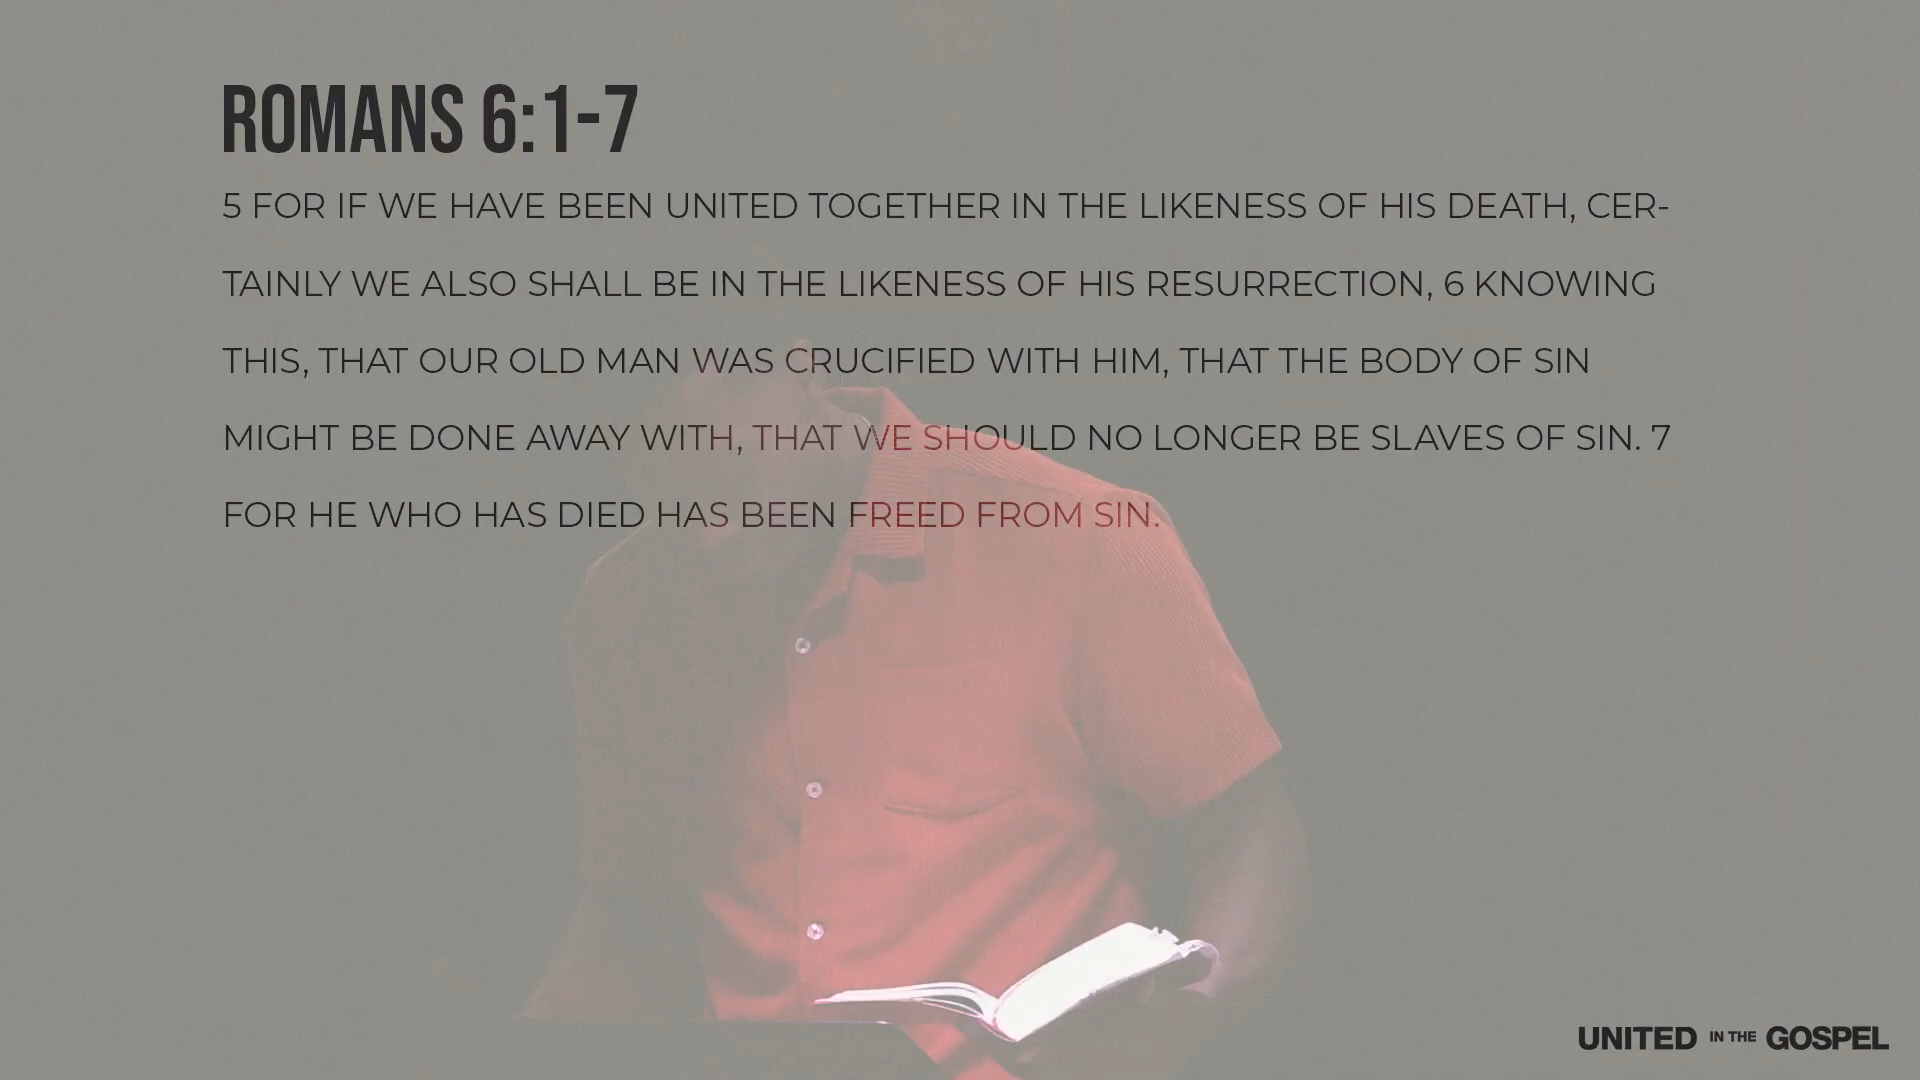 ROMANS 6:1-7
5 FOR IF WE HAVE BEEN UNITED TOGETHER IN THE LIKENESS OF HIS DEATH, CER-
TAINLY WE ALSO SHALL BE IN THE LIKENESS OF HIS RESURRECTION, 6 KNOWING
THIS, THAT OUR OLD MAN WAS CRUCIFIED WITH HIM, THAT THE BODY OF SIN
MIGHT BE DONE AWAY WITH, THAT WE SHOULD NO LONGER BE SLAVES OF SIN. 7
FOR HE WHO HAS DIED HAS BEEN FREED FROM SIN.
UNITED IN THE GOSPEL